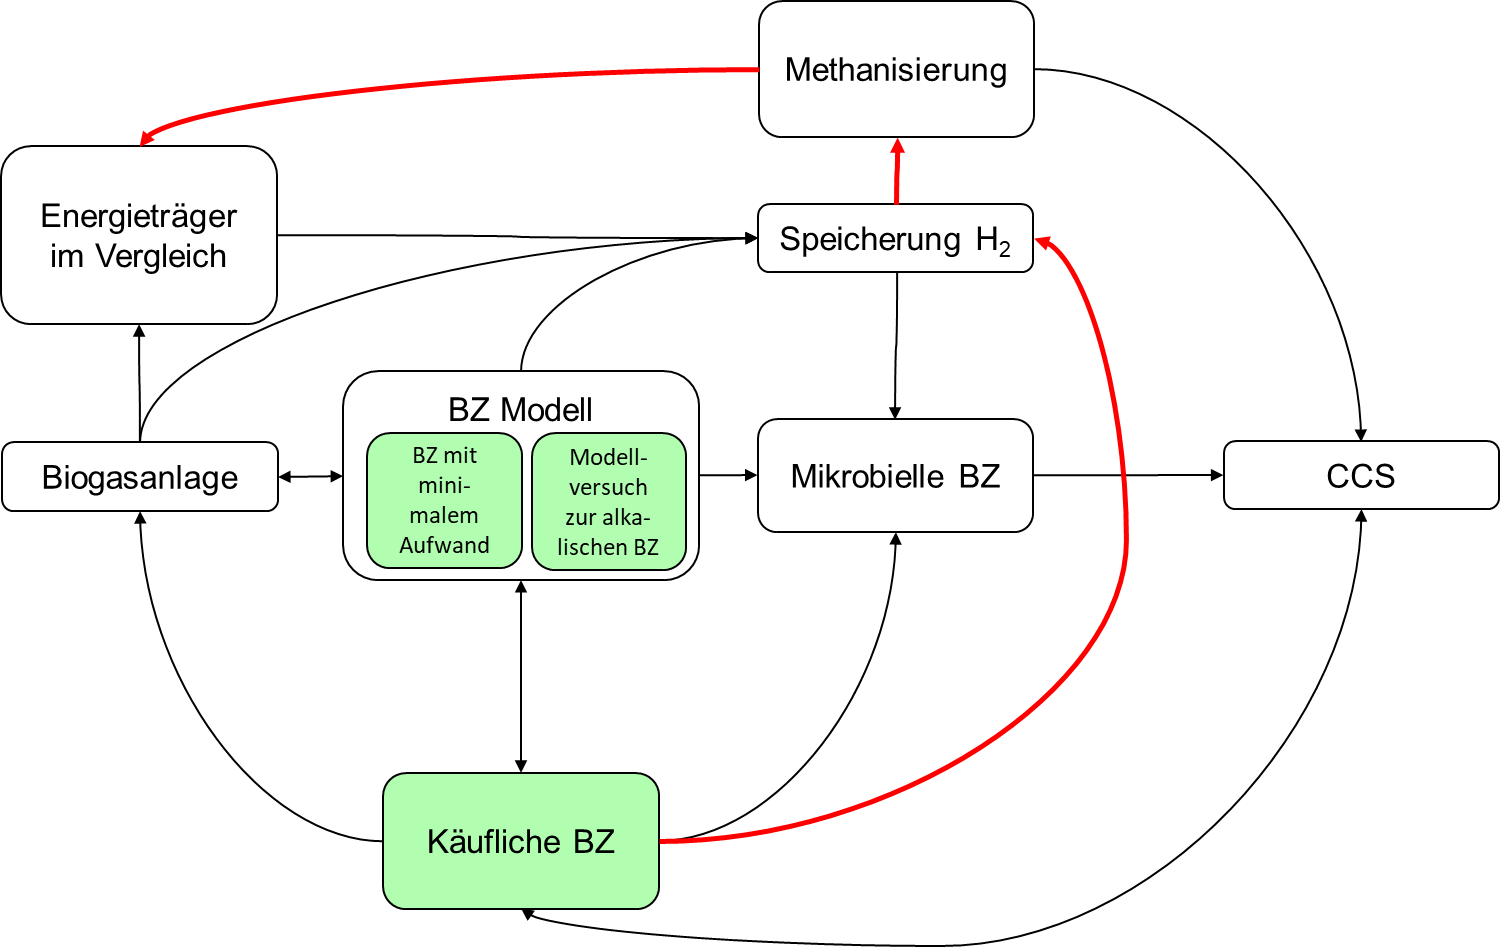 Methanisierung
Energieträger
im Vergleich
Speicherung H₂
BZ Modell
BZ mit
mini-
malem
Aufwand
Modell-
versuch
zur alka-
lischen BZ
Biogasanlage
Mikrobielle BZ
CCS
Käufliche BZ